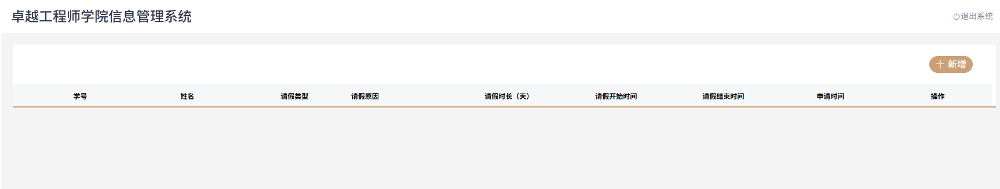 卓越工程师学院信息管理系统
退出系统
新增
学号 姓名 请假类型 请假原因 请假时长（天） 请假开始时间 请假结束时间 申请时间 操作